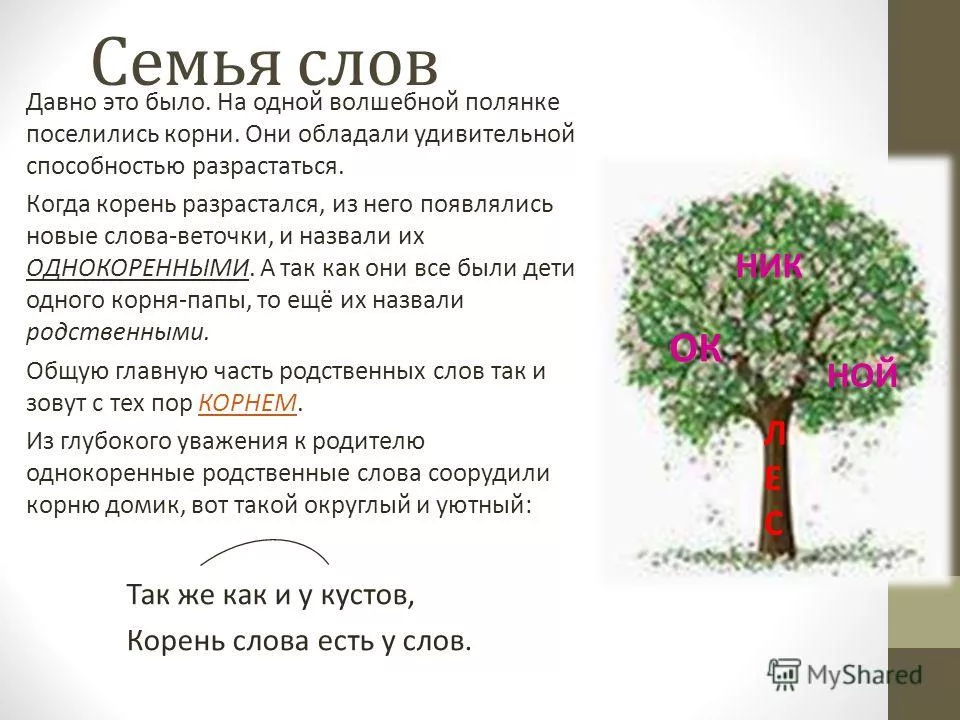 Семья слов
Давно это было. На одной волшебной полянке
поселились корни. Они обладали удивительной
способностью разрастаться.
Когда корень разрастался, из него появлялись
новые слова-веточки, и назвали их
ОДНОКОРЕННЫМИ. А так как они все были дети
одного корня-папы, то ещё их назвали
родственными.
Общую главную часть родственных слов так и
зовут с тех пор КОРНЕМ.
Из глубокого уважения к родителю
однокоренные родственные слова соорудили
корню домик, вот такой округлый и уютный:
Так же как и у кустов,
Корень слова есть у слов.
НИК
ОК
НОЙ
Л
Е
С
MyShared